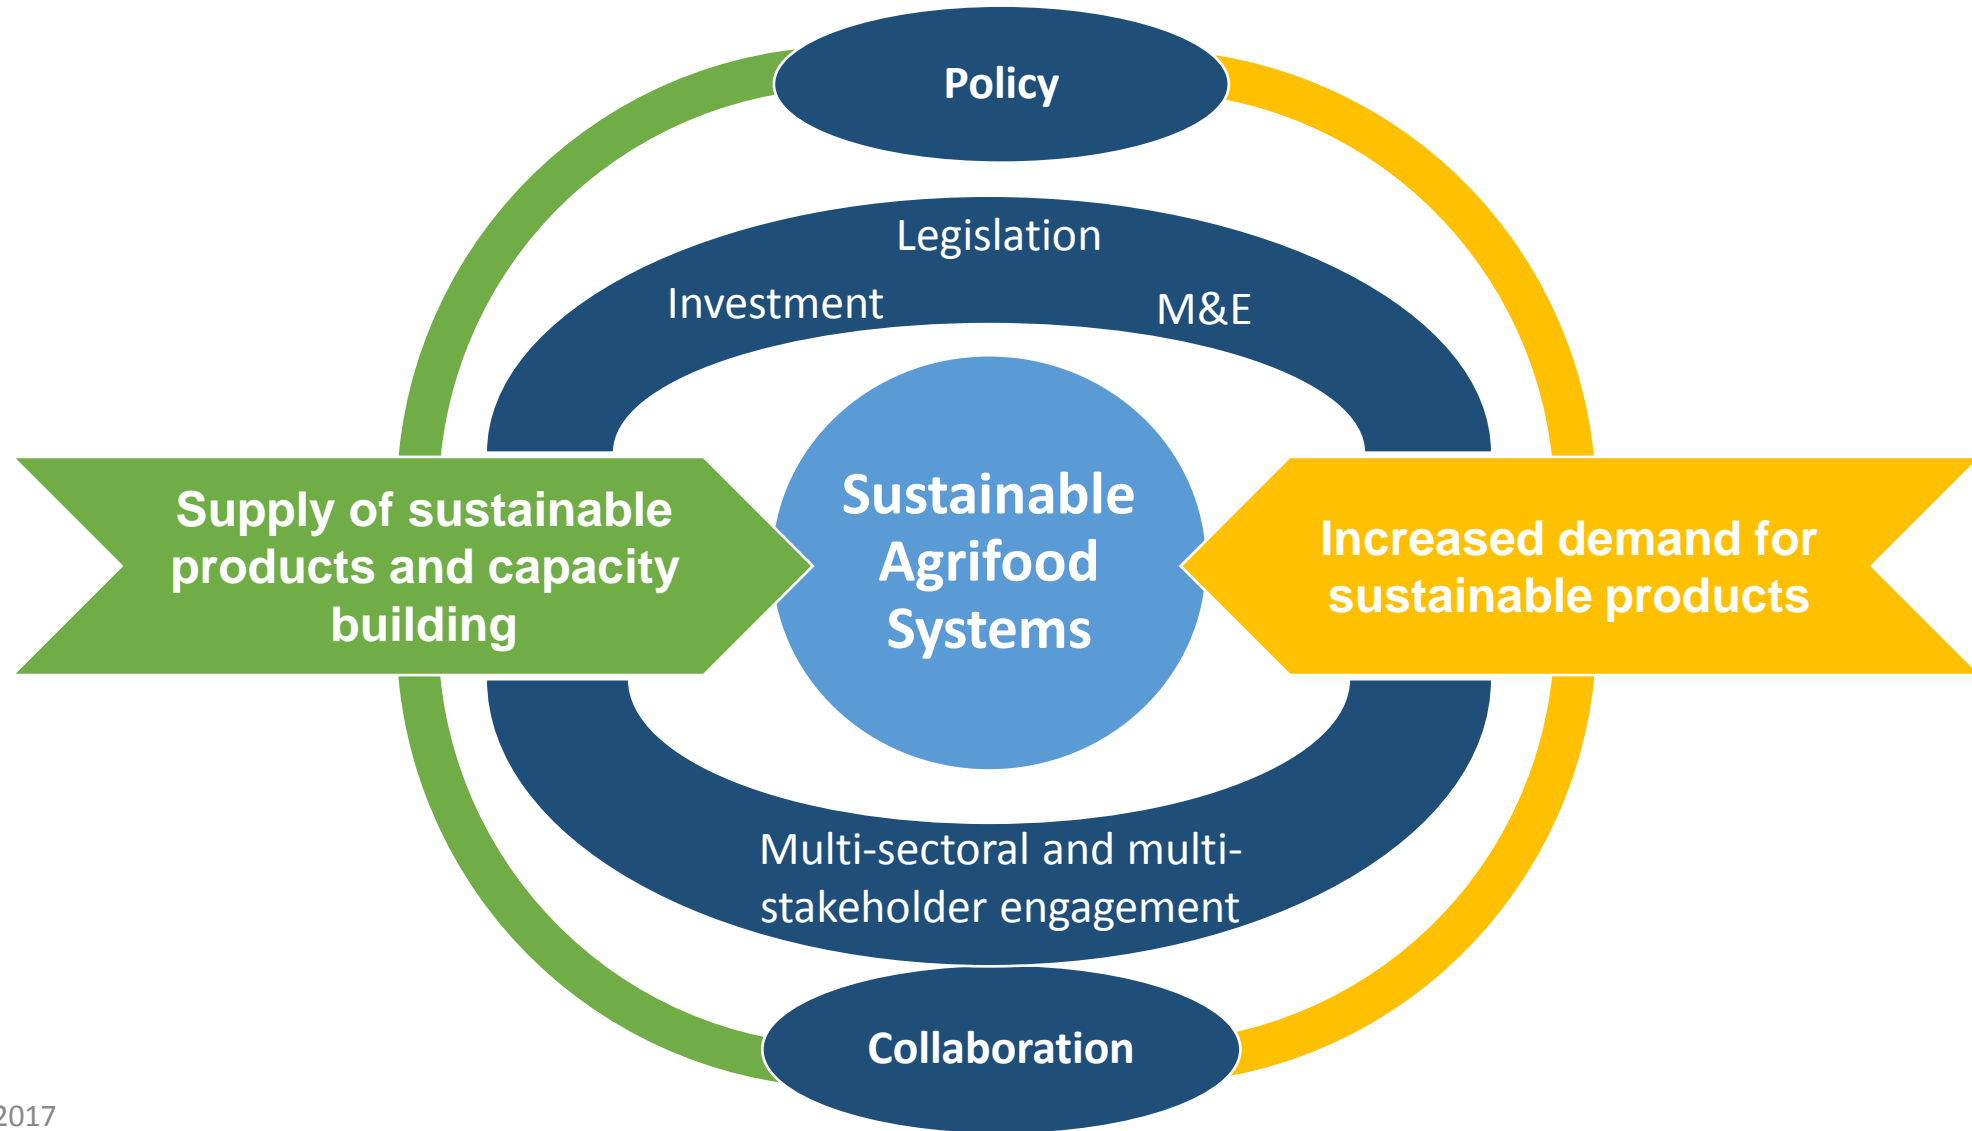 Policy
Legislation
Investment
M&E
Sustainable
Agrifood
Systems
Supply of sustainable
products and capacity
building
Increased demand for
sustainable products
Multi-sectoral and multi-
stakeholder engagement
Collaboration
2017